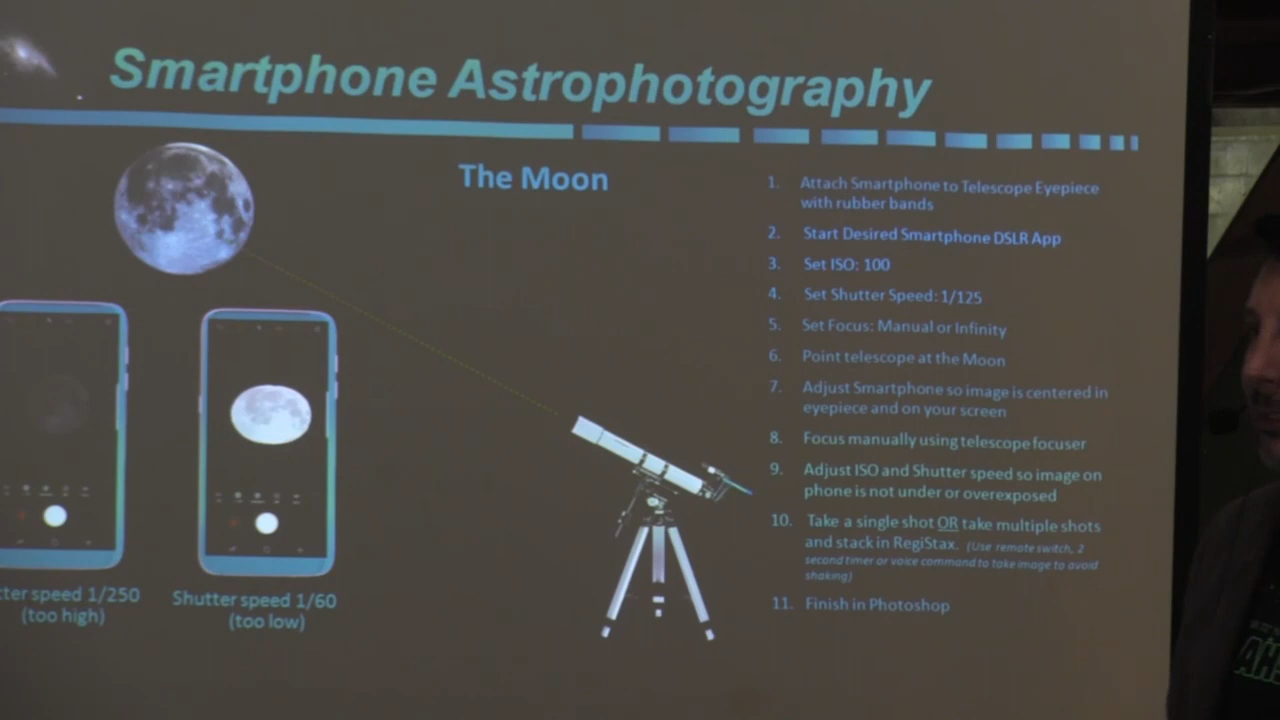 Smartphone Astrophotography
The Moon
1. Attach Smartphone to Telescope Eyepiece
with rubber bands
2. Start Desired Smartphone DSLR App
3. Set ISO: 100
4. Set Shutter Speed: 1/125
5. Set Focus: Manual or Infinity
6. Point telescope at the Moon
7. Adjust Smartphone so image is centered in
eyepiece and on your screen
8. Focus manually using telescope focuser
9. Adjust ISO and Shutter speed so image on
phone is not under or overexposed
10. Take a single shot OR take multiple shots
and stack in RegiStax. (Use remote switch, 2
second timer or voice command to take image to avoid
shaking)
11. Finish in Photoshop
tter speed 1/250
(too high)
Shutter speed 1/60
(too low)